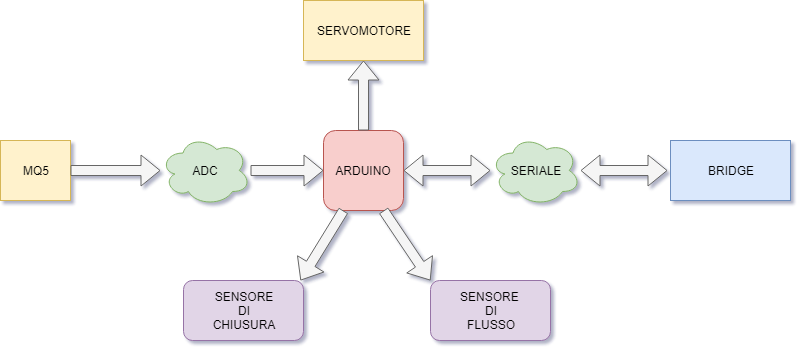 SERVOMOTORE
MQ5
ADC
ARDUINO
SERIALE
BRIDGE
SENSORE
DI
CHIUSURA
SENSORE
DI
FLUSSO